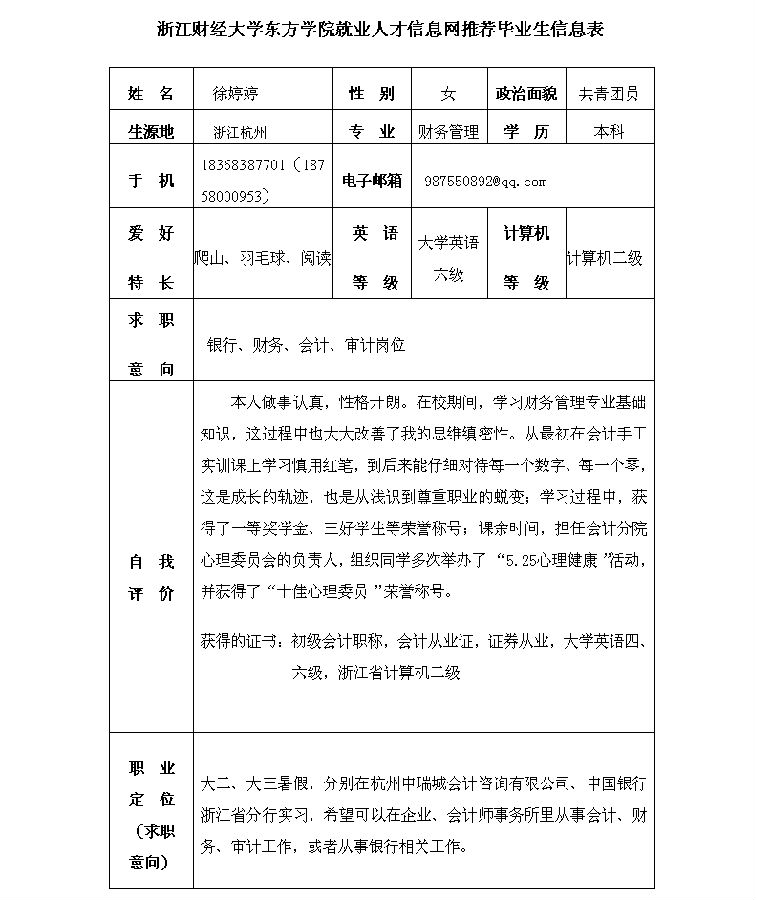 浙江财经大学东方学院就业人才信息网推荐毕业生信息表
姓 名 徐婷婷 性 别 女 政治面貌 共青团员
生源地 浙江杭州 专 业 财务管理 学 历 本科
手 机 18358387701（187
58000953） 电子邮箱 987550892@qq.com
爱 好
特 长 爬山、羽毛球、阅读 英 语
等 级 大学英语
六级 计算机
等 级 计算机二级
求 职
意 向 银行、财务、会计、审计岗位
自 我
评 价
本人做事认真，性格开朗。在校期间，学习财务管理专业基础
知识，这过程中也大大改善了我的思维缜密性。从最初在会计手工
实训课上学习慎用红笔，到后来能仔细对待每一个数字、每一个零，
这是成长的轨迹，也是从浅识到尊重职业的蜕变；学习过程中，获
得了一等奖学金、三好学生等荣誉称号；课余时间，担任会计分院
心理委员会的负责人，组织同学多次举办了“5.25心理健康”活动，
并获得了“十佳心理委员”荣誉称号。
获得的证书：初级会计职称，会计从业证，证券从业，大学英语四、
六级，浙江省计算机二级
职 业
定 位
（求职
意向）
大二、大三暑假，分别在杭州中瑞城会计咨询有限公司、中国银行
浙江省分行实习，希望可以在企业、会计师事务所里从事会计、财
务、审计工作，或者从事银行相关工作。